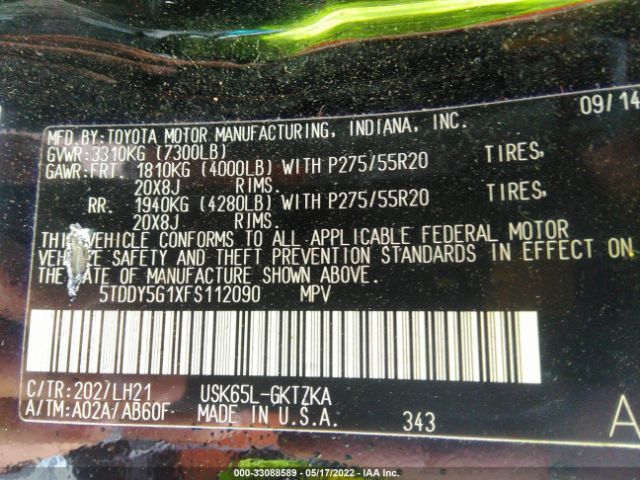 09/14
MFD.BY:TOYOTA MOTOR MANUFACTURING, INDIANA, INC.
GVWR:3310KG (7300LB)
GAWR:FRT. 1810KG (4000LB) WITH P275/55R20 TIRES,
20X8J RIMS.
RR. 1940KG (4280LB) WITH P275/55R20 TIRES,
20X8J RIMS.
THIS VEHICLE CONFORMS TO ALL APPLICABLE FEDERAL MOTOR
VEHICLE SAFETY AND THEFT PREVENTION STANDARDS IN EFFECT ON
THE DATE OF MANUFACTURE SHOWN ABOVE.
5TDDY5G1XFS112090 MPV
C/TR:202/LH21 USK65L-GKTZKA
A/TM:A02A/AB60F MADE IN U.S.A. 343 A
000-33088589 - 05/17/2022 - IAA Inc.